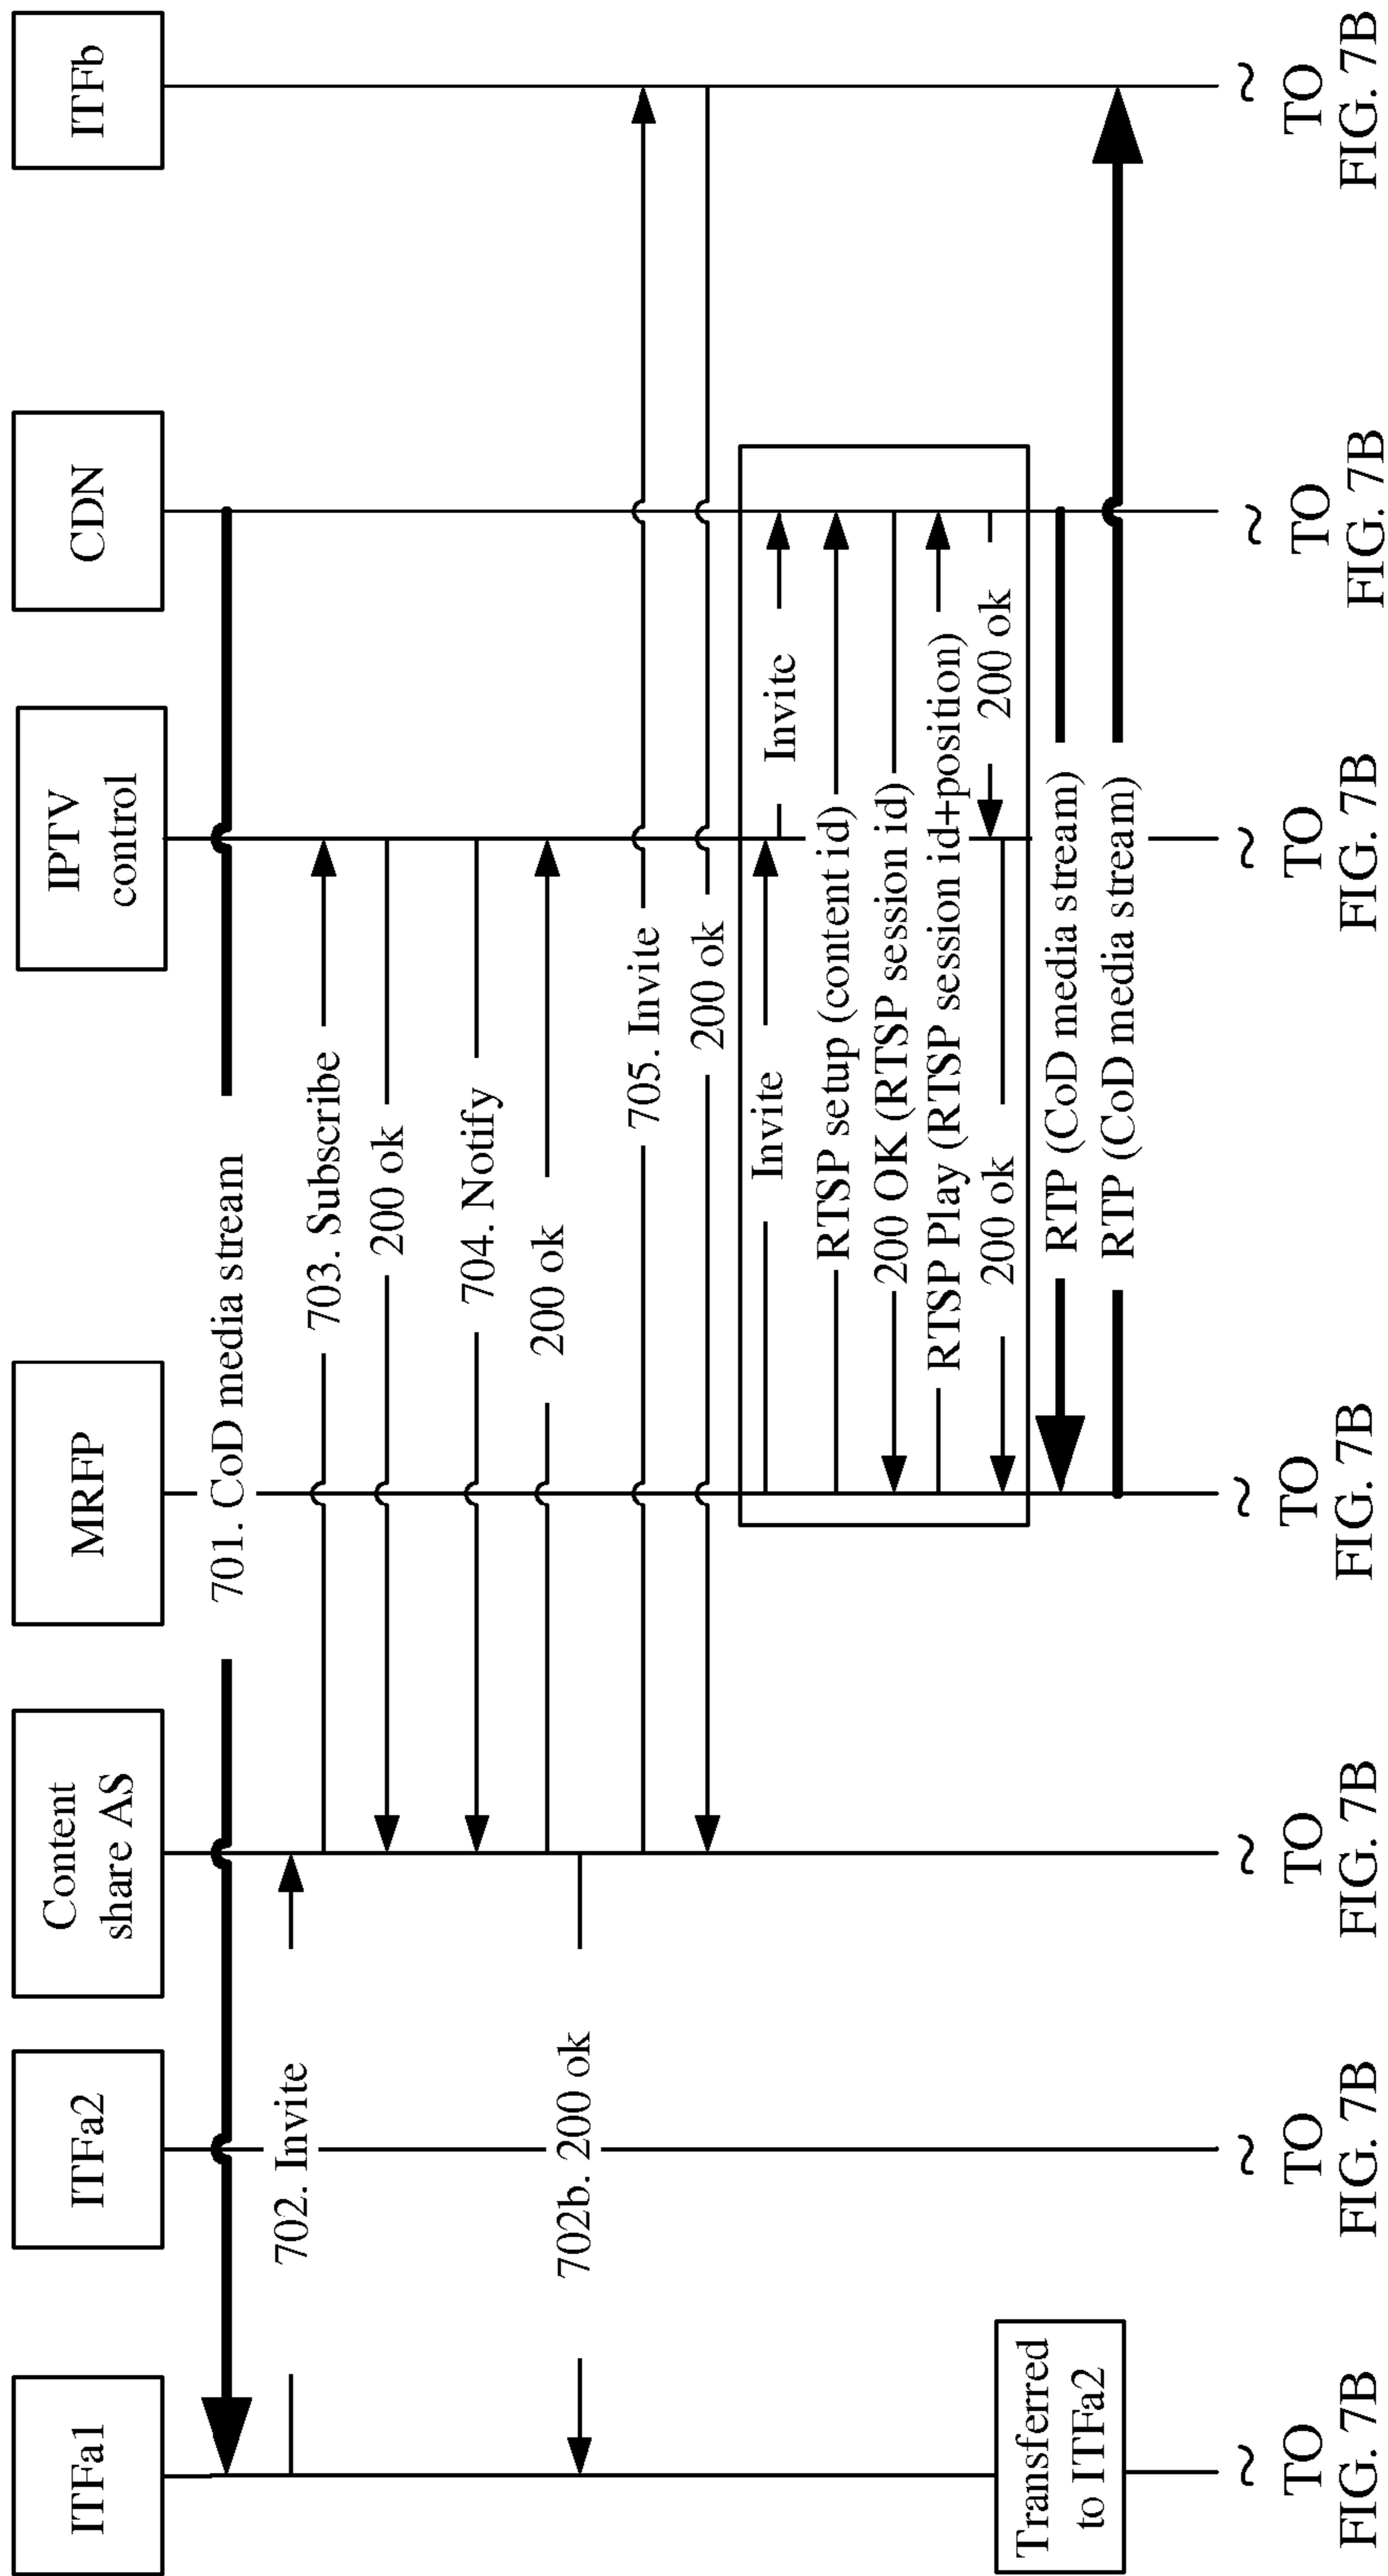 ITFa1
ITFa2
Content
share AS
MRFP
IPTV
control
CDN
ITFb
701. CoD media stream
702. Invite
703. Subscribe
200 ok
704. Notify
200 ok
702b. 200 ok
705. Invite
200 ok
Invite
Invite
RTSP setup (content id)
200 OK (RTSP session id)
RTSP Play (RTSP session id+position)
200 ok
200 ok
Transferred
to ITFa2
RTP (CoD media stream)
RTP (CoD media stream)
TO
FIG. 7B
TO
FIG. 7B
TO
FIG. 7B
TO
FIG. 7B
TO
FIG. 7B
TO
FIG. 7B
TO
FIG. 7B